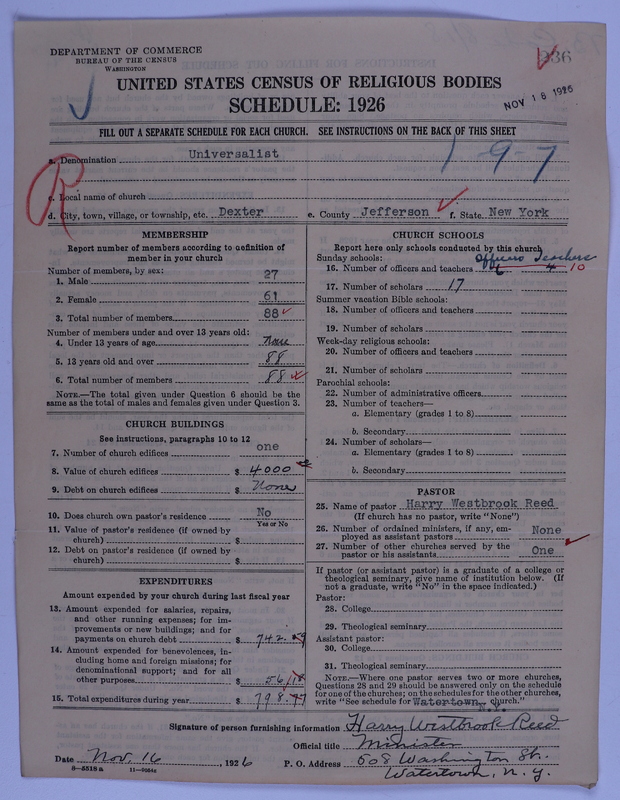 DEPARTMENT OF COMMERCE
BUREAU OF THE CENSUS
WASHINGTON
936
UNITED STATES CENSUS OF RELIGIOUS BODIES
SCHEDULE: 1926
NOV 18 1926
FILL OUT A SEPARATE SCHEDULE FOR EACH CHURCH. SEE INSTRUCTIONS ON THE BACK OF THIS SHEET
a. Denomination Universalist
1-9-7
R
c. Local name of church
d. City, town, village, or township, etc. Dexter e. County Jefferson f. State New York
MEMBERSHIP
Report number of members according to definition of
member in your church
Number of members, by sex:
1. Male 27
2. Female 61
3. Total number of members 88
Number of members under and over 13 years old:
4. Under 13 years of age None
5. 13 years old and over 88
6. Total number of members 88
NOTE.—The total given under Question 6 should be the
same as the total of males and females given under Question 3.
CHURCH BUILDINGS
See instructions, paragraphs 10 to 12
7. Number of church edifices one
8. Value of church edifices $ 4000
9. Debt on church edifices $ None
10. Does church own pastor's residence No
Yes or No
11. Value of pastor's residence (if owned by
church) $
12. Debt on pastor's residence (if owned by
church) $
EXPENDITURES
Amount expended by your church during last fiscal year
13. Amount expended for salaries, repairs,
and other running expenses; for im-
provements or new buildings; and for
payments on church debt $ 742.
14. Amount expended for benevolences, in-
cluding home and foreign missions; for
denominational support; and for all
other purposes $ 56.18
15. Total expenditures during year $ 798.77
CHURCH SCHOOLS
Report here only schools conducted by this church
Sunday schools: officers Teachers
16. Number of officers and teachers 6 4 10
17. Number of scholars 17
Summer vacation Bible schools:
18. Number of officers and teachers
19. Number of scholars
Week-day religious schools:
20. Number of officers and teachers
21. Number of scholars
Parochial schools:
22. Number of administrative officers
23. Number of teachers—
a. Elementary (grades 1 to 8)
b. Secondary
24. Number of scholars—
a. Elementary (grades 1 to 8)
b. Secondary
PASTOR
25. Name of pastor Harry Westbrook Reed
(If church has no pastor, write "None")
26. Number of ordained ministers, if any, em-
ployed as assistant pastors None
27. Number of other churches served by the
pastor or his assistants One
If pastor (or assistant pastor) is a graduate of a college or
theological seminary, give name of institution below. (If
not a graduate, write "No" in the space indicated.)
Pastor:
28. College
29. Theological seminary
Assistant pastor:
30. College
31. Theological seminary
NOTE.—Where one pastor serves two or more churches,
Questions 28 and 29 should be answered only on the schedule
for one of the churches; on the schedules for the other churches,
write "See schedule for Watertown, N.Y. church."
Signature of person furnishing information Harry Westbrook Reed
Official title Minister
Date Nov. 16, 1926 P. O. Address 608 Washington St.
8-5518a 11-9264a Watertown, N.Y.